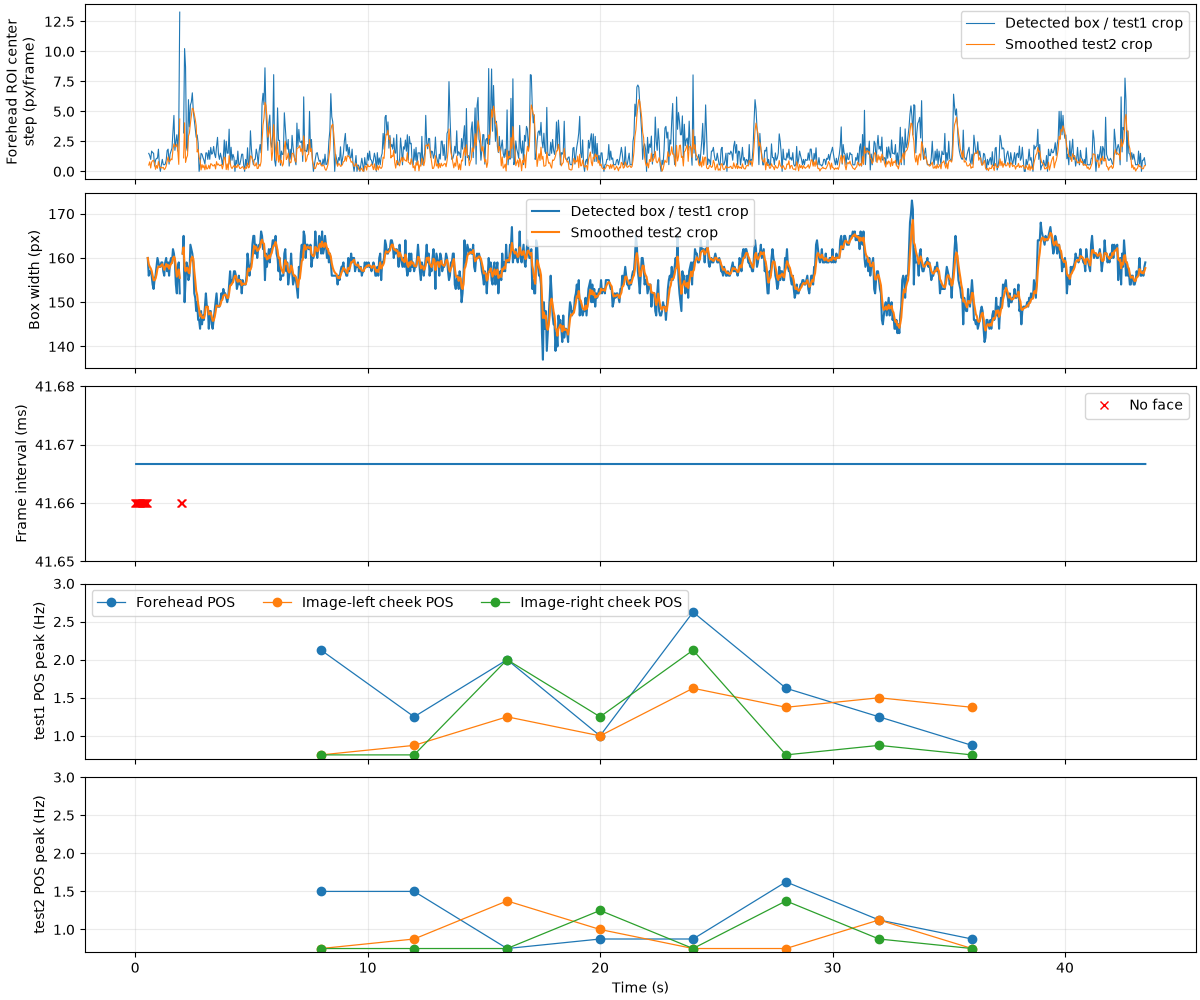 Forehead ROI center
step (px/frame)
12.5
10.0
7.5
5.0
2.5
0.0
Detected box / test1 crop
Smoothed test2 crop
Box width (px)
170
160
150
140
Detected box / test1 crop
Smoothed test2 crop
Frame interval (ms)
41.68
41.67
41.66
41.65
No face
test1 POS peak (Hz)
3.0
2.5
2.0
1.5
1.0
Forehead POS
Image-left cheek POS
Image-right cheek POS
test2 POS peak (Hz)
3.0
2.5
2.0
1.5
1.0
0
10
20
30
40
Time (s)